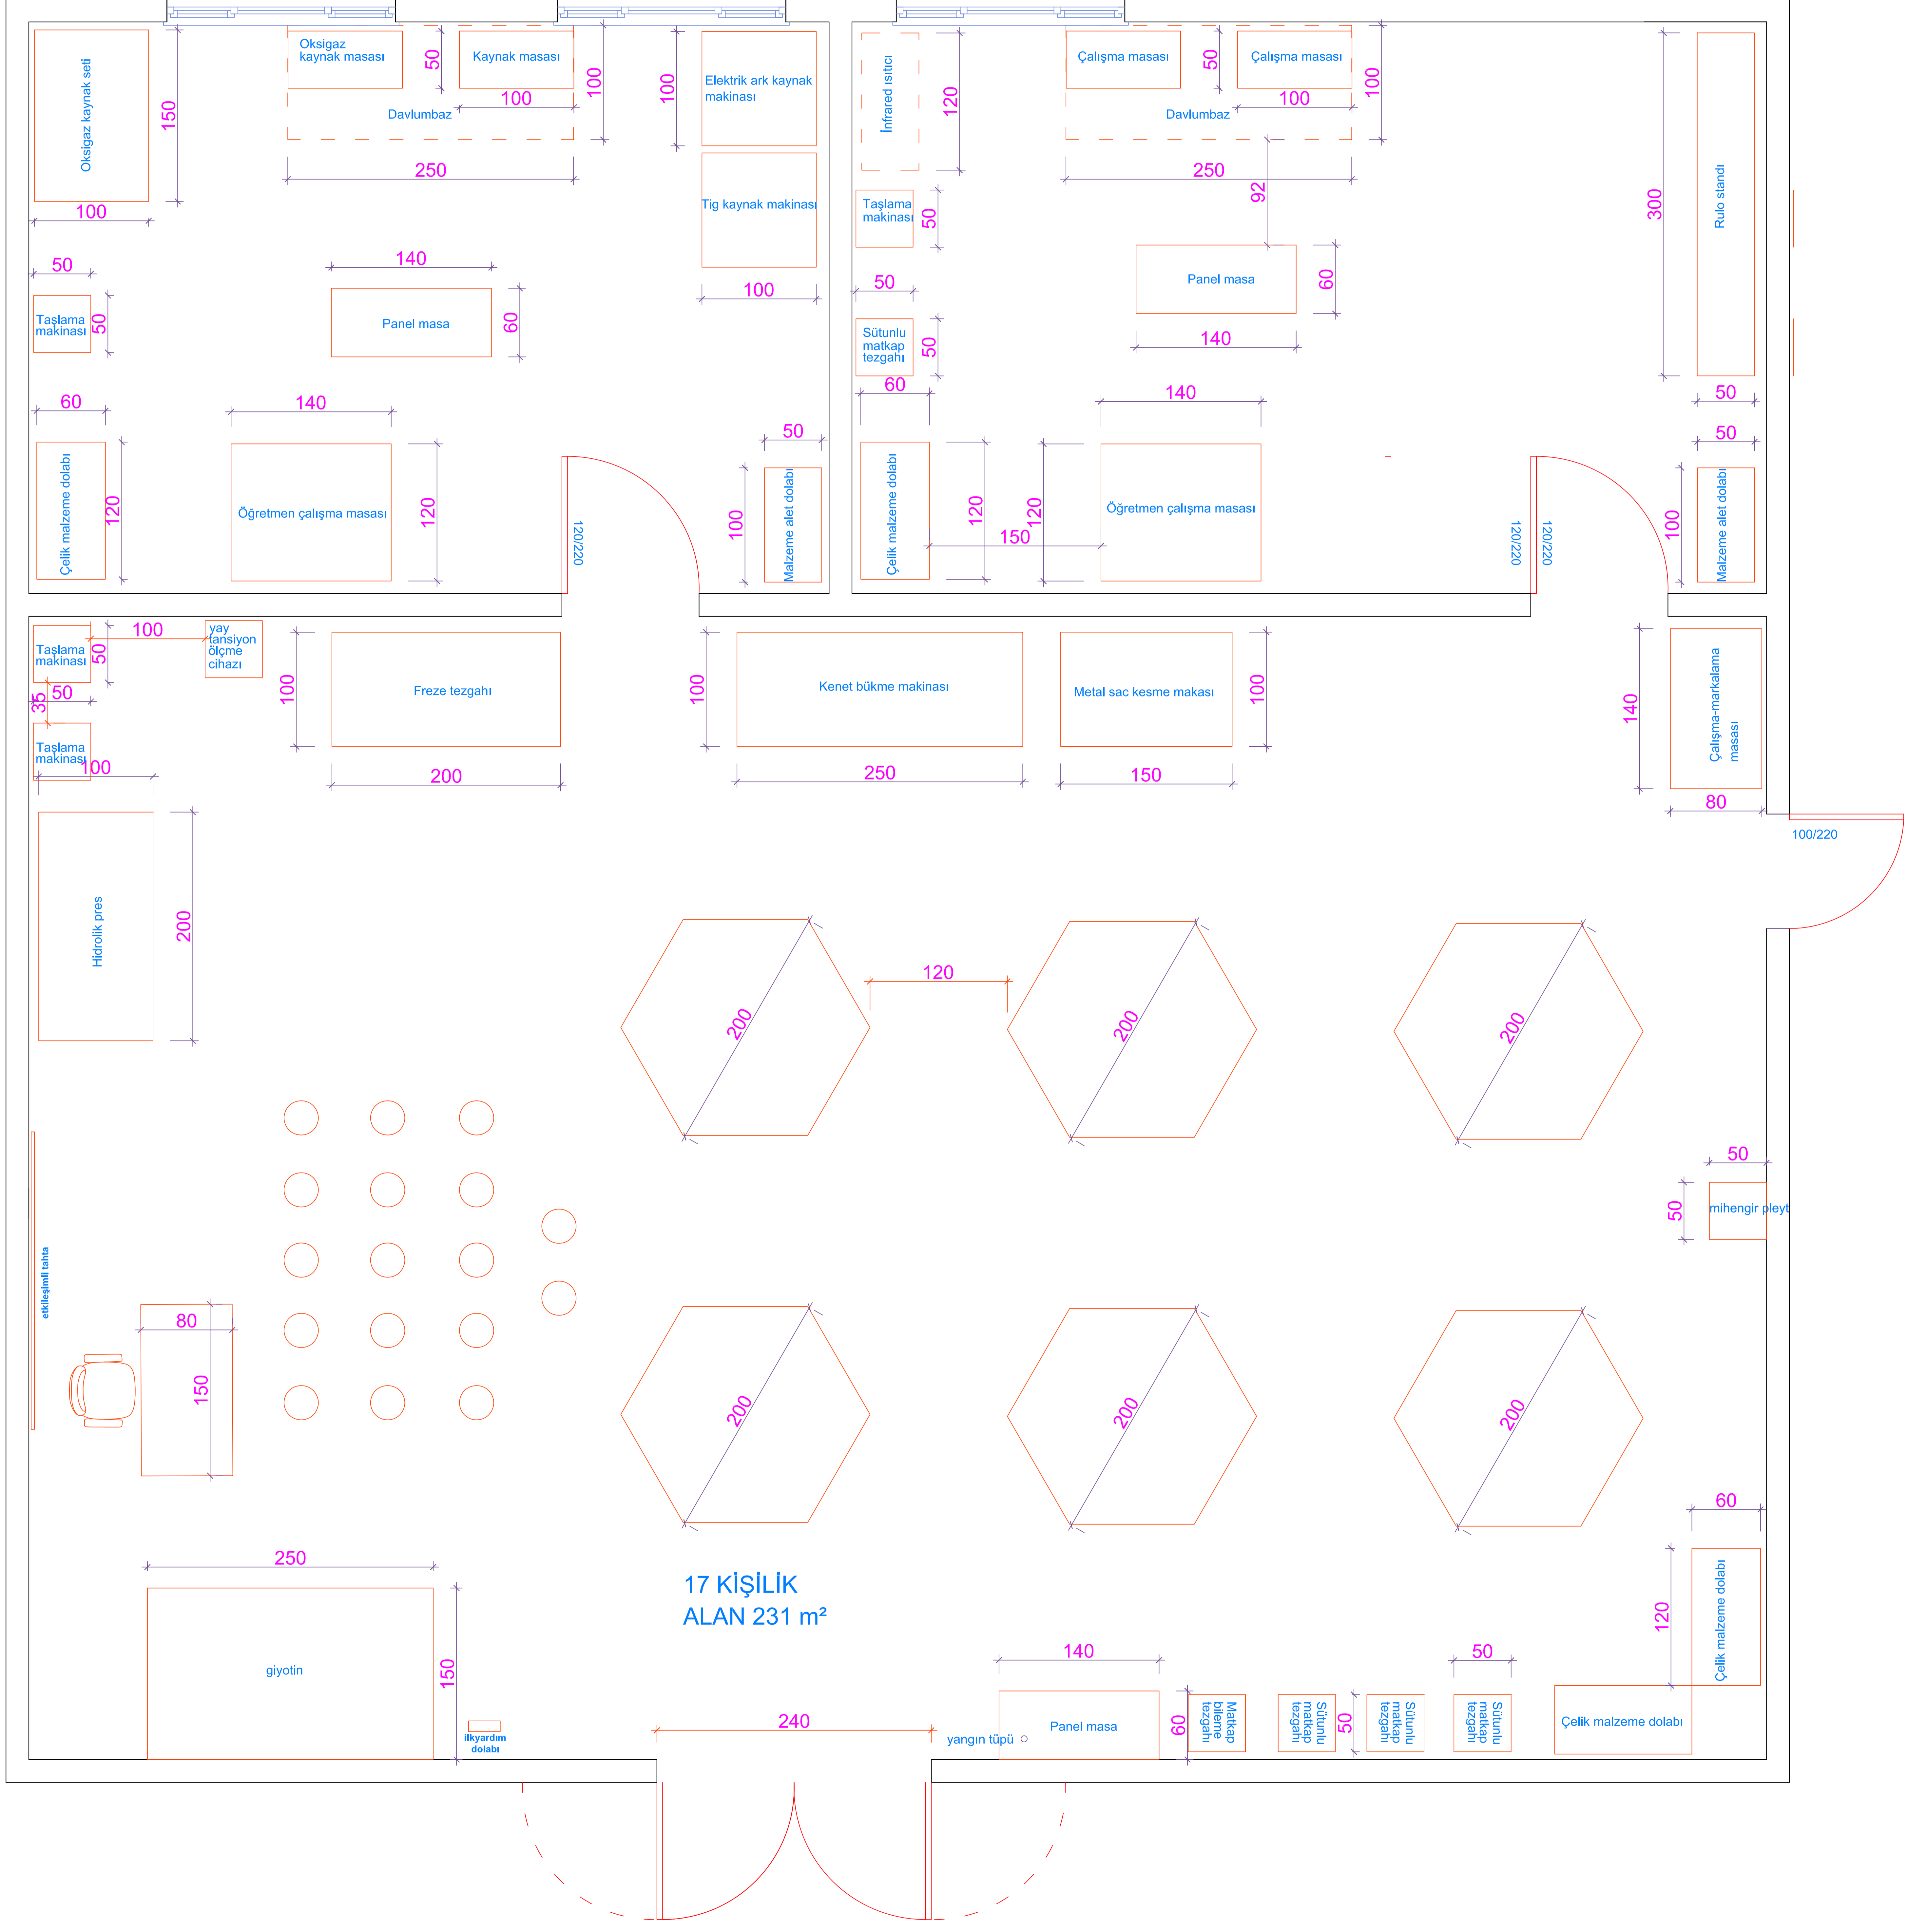 Oksigaz kaynak seti
150
100
Oksigaz
kaynak masası
50
Kaynak masası
100
100
Davlumbaz
250
100
Elektrik ark kaynak
makinası
Tig kaynak makinası
100
50
Taşlama
makinası
50
140
Panel masa
60
60
Çelik malzeme dolabı
120
140
Öğretmen çalışma masası
120
120/220
50
100
Malzeme alet dolabı
İnfrared ısıtıcı
120
Çalışma masası
50
Çalışma masası
100
100
Davlumbaz
250
92
300
Rulo standı
50
Taşlama
makinası
50
50
Panel masa
60
140
Sütunlu
matkap
tezgahı
50
60
Çelik malzeme dolabı
120
150
120
140
Öğretmen çalışma masası
120/220
120/220
50
100
Malzeme alet dolabı
Taşlama
makinası
50
100
yay
tansiyon
ölçme
cihazı
50
35
Taşlama
makinası
100
100
Freze tezgahı
200
100
Kenet bükme makinası
250
Metal sac kesme makası
100
150
140
Çalışma-markalama
masası
80
100/220
Hidrolik pres
200
200
120
200
200
50
50
mihengir pleyt
etkileşimli tahta
80
150
200
200
200
250
giyotin
150
ilkyardım
dolabı
17 KİŞİLİK
ALAN 231 m²
240
yangın tüpü
140
Panel masa
60
Matkap
bileme
tezgahı
Sütunlu
matkap
tezgahı
50
Sütunlu
matkap
tezgahı
50
Sütunlu
matkap
tezgahı
Çelik malzeme dolabı
60
120
Çelik malzeme dolabı